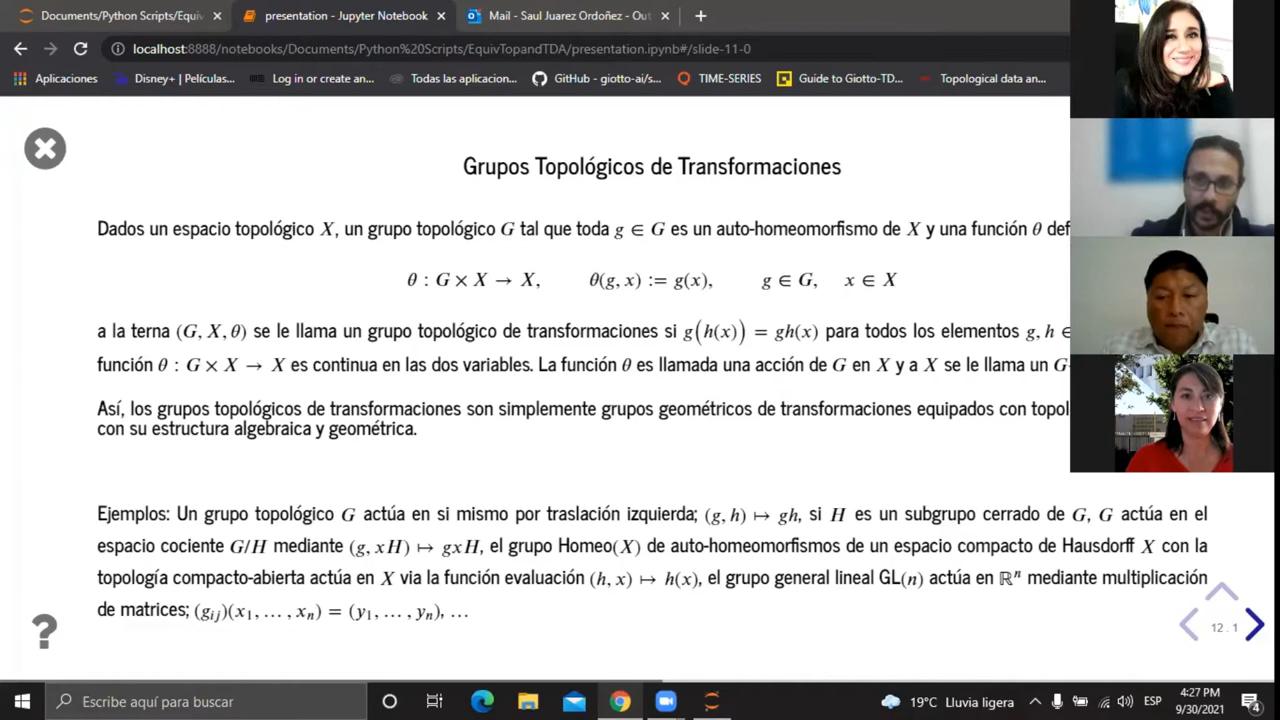 Documents/Python Scripts/Equiv
presentation - Jupyter Notebook
Mail - Saul Juarez Ordoñez - Out
localhost:8888/notebooks/Documents/Python%20Scripts/EquivTopandTDA/presentation.ipynb#/slide-11-0
Aplicaciones
Disney+ | Películas...
Log in or create an...
Todas las aplicacion...
GitHub - giotto-ai/s...
TIME-SERIES
Guide to Giotto-TD...
Topological data an...
Grupos Topológicos de Transformaciones
Dados un espacio topológico X, un grupo topológico G tal que toda g ∈ G es un auto-homeomorfismo de X y una función θ def
θ : G × X → X, θ(g, x) := g(x), g ∈ G, x ∈ X
a la terna (G, X, θ) se le llama un grupo topológico de transformaciones si g(h(x)) = gh(x) para todos los elementos g, h ∈
función θ : G × X → X es continua en las dos variables. La función θ es llamada una acción de G en X y a X se le llama un G-
Así, los grupos topológicos de transformaciones son simplemente grupos geométricos de transformaciones equipados con topol
con su estructura algebraica y geométrica.
Ejemplos: Un grupo topológico G actúa en si mismo por traslación izquierda; (g, h) ↦ gh, si H es un subgrupo cerrado de G, G actúa en el
espacio cociente G/H mediante (g, xH) ↦ gxH, el grupo Homeo(X) de auto-homeomorfismos de un espacio compacto de Hausdorff X con la
topología compacto-abierta actúa en X via la función evaluación (h, x) ↦ h(x), el grupo general lineal GL(n) actúa en ℝⁿ mediante multiplicación
de matrices; (gᵢⱼ)(x₁, … , xₙ) = (y₁, … , yₙ), …
12.1
Escribe aquí para buscar
19°C Lluvia ligera
ESP
4:27 PM
9/30/2021
4